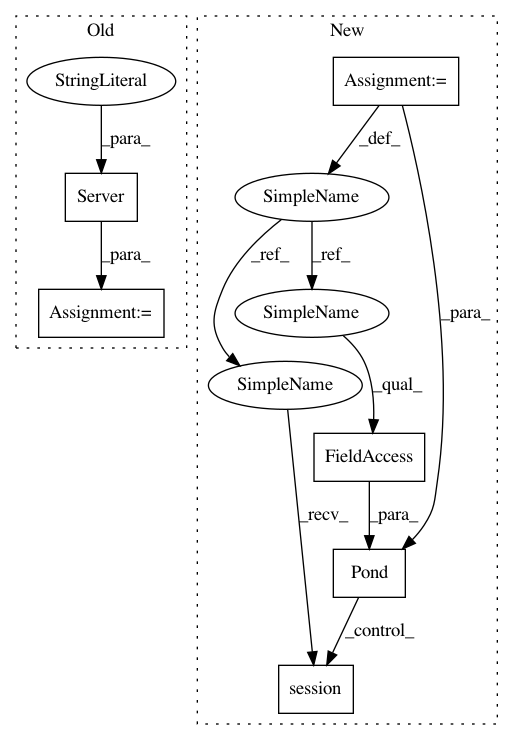 Old
New
StringLiteral
Assignment:=
_para_
_def_
Server
SimpleName
_para_
_ref_
_ref_
Assignment:=
SimpleName
_para_
SimpleName
_qual_
FieldAccess
_recv_
_para_
Pond
_control_
session